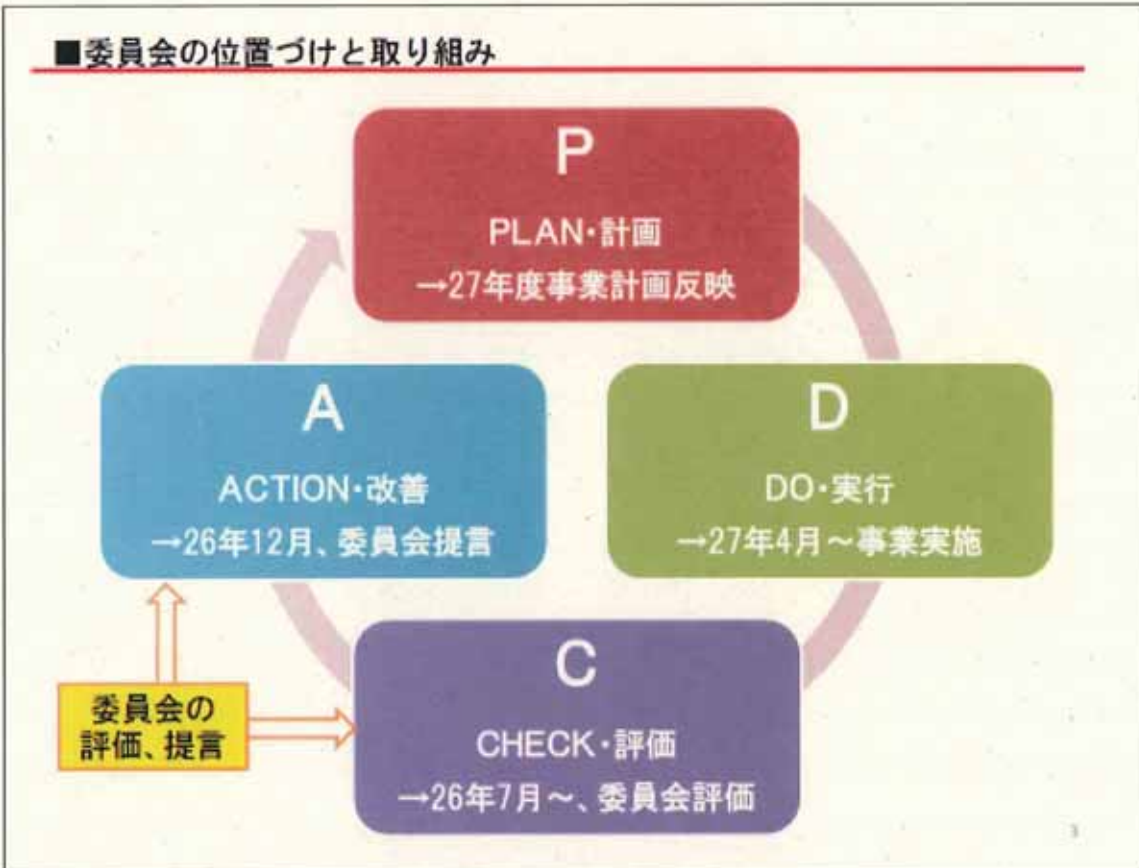 ■委員会の位置づけと取り組み
P
PLAN・計画
→27年度事業計画反映
A
ACTION・改善
→26年12月、委員会提言
D
DO・実行
→27年4月～事業実施
委員会の
評価、提言
C
CHECK・評価
→26年7月～、委員会評価
3